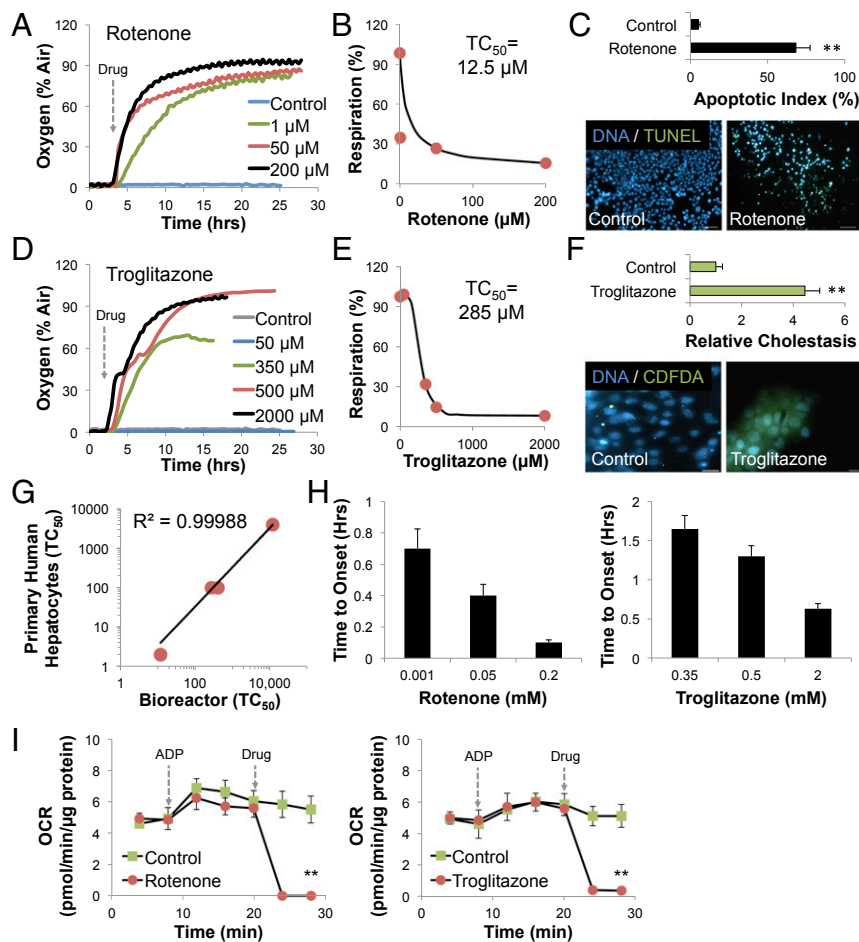 A
Rotenone
Oxygen (% Air)
120
90
60
30
0
Drug
Control
1 µM
50 µM
200 µM
0 5 10 15 20 25 30
Time (hrs)
B
Respiration (%)
120
90
60
30
0
TC50=
12.5 µM
0 100 200
Rotenone (µM)
C
Control
Rotenone
**
0 50 100
Apoptotic Index (%)
DNA / TUNEL
Control
Rotenone
D
Troglitazone
Oxygen (% Air)
120
90
60
30
0
Drug
Control
50 µM
350 µM
500 µM
2000 µM
0 5 10 15 20 25 30
Time (hrs)
E
Respiration (%)
120
90
60
30
0
TC50=
285 µM
0 1000 2000
Troglitazone (µM)
F
Control
Troglitazone
**
0 2 4 6
Relative Cholestasis
DNA / CDFDA
Control
Troglitazone
G
Primary Human
Hepatocytes (TC50)
10000
1000
100
10
1
R² = 0.99988
1 100 10,000
Bioreactor (TC50)
H
Time to Onset (Hrs)
1
0.8
0.6
0.4
0.2
0
0.001 0.05 0.2
Rotenone (mM)
Time to Onset (Hrs)
2
1.5
1
0.5
0
0.35 0.5 2
Troglitazone (mM)
I
OCR
(pmol/min/µg protein)
10
8
6
4
2
0
ADP
Drug
Control
Rotenone
**
0 10 20 30
Time (min)
OCR
(pmol/min/µg protein)
10
8
6
4
2
0
ADP
Drug
Control
Troglitazone
**
0 10 20 30
Time (min)